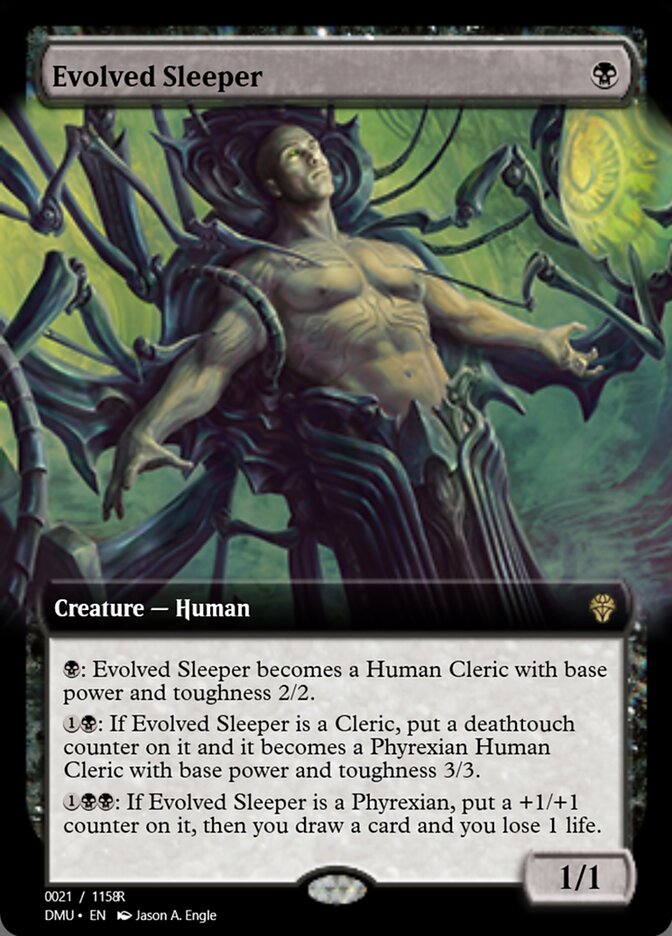 Evolved Sleeper
Creature — Human
: Evolved Sleeper becomes a Human Cleric with base
power and toughness 2/2.
1: If Evolved Sleeper is a Cleric, put a deathtouch
counter on it and it becomes a Phyrexian Human
Cleric with base power and toughness 3/3.
1: If Evolved Sleeper is a Phyrexian, put a +1/+1
counter on it, then you draw a card and you lose 1 life.
1/1
0021 / 1158R
DMU • EN Jason A. Engle